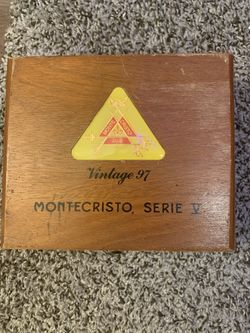 Vintage 97
MONTECRISTO, SERIE V